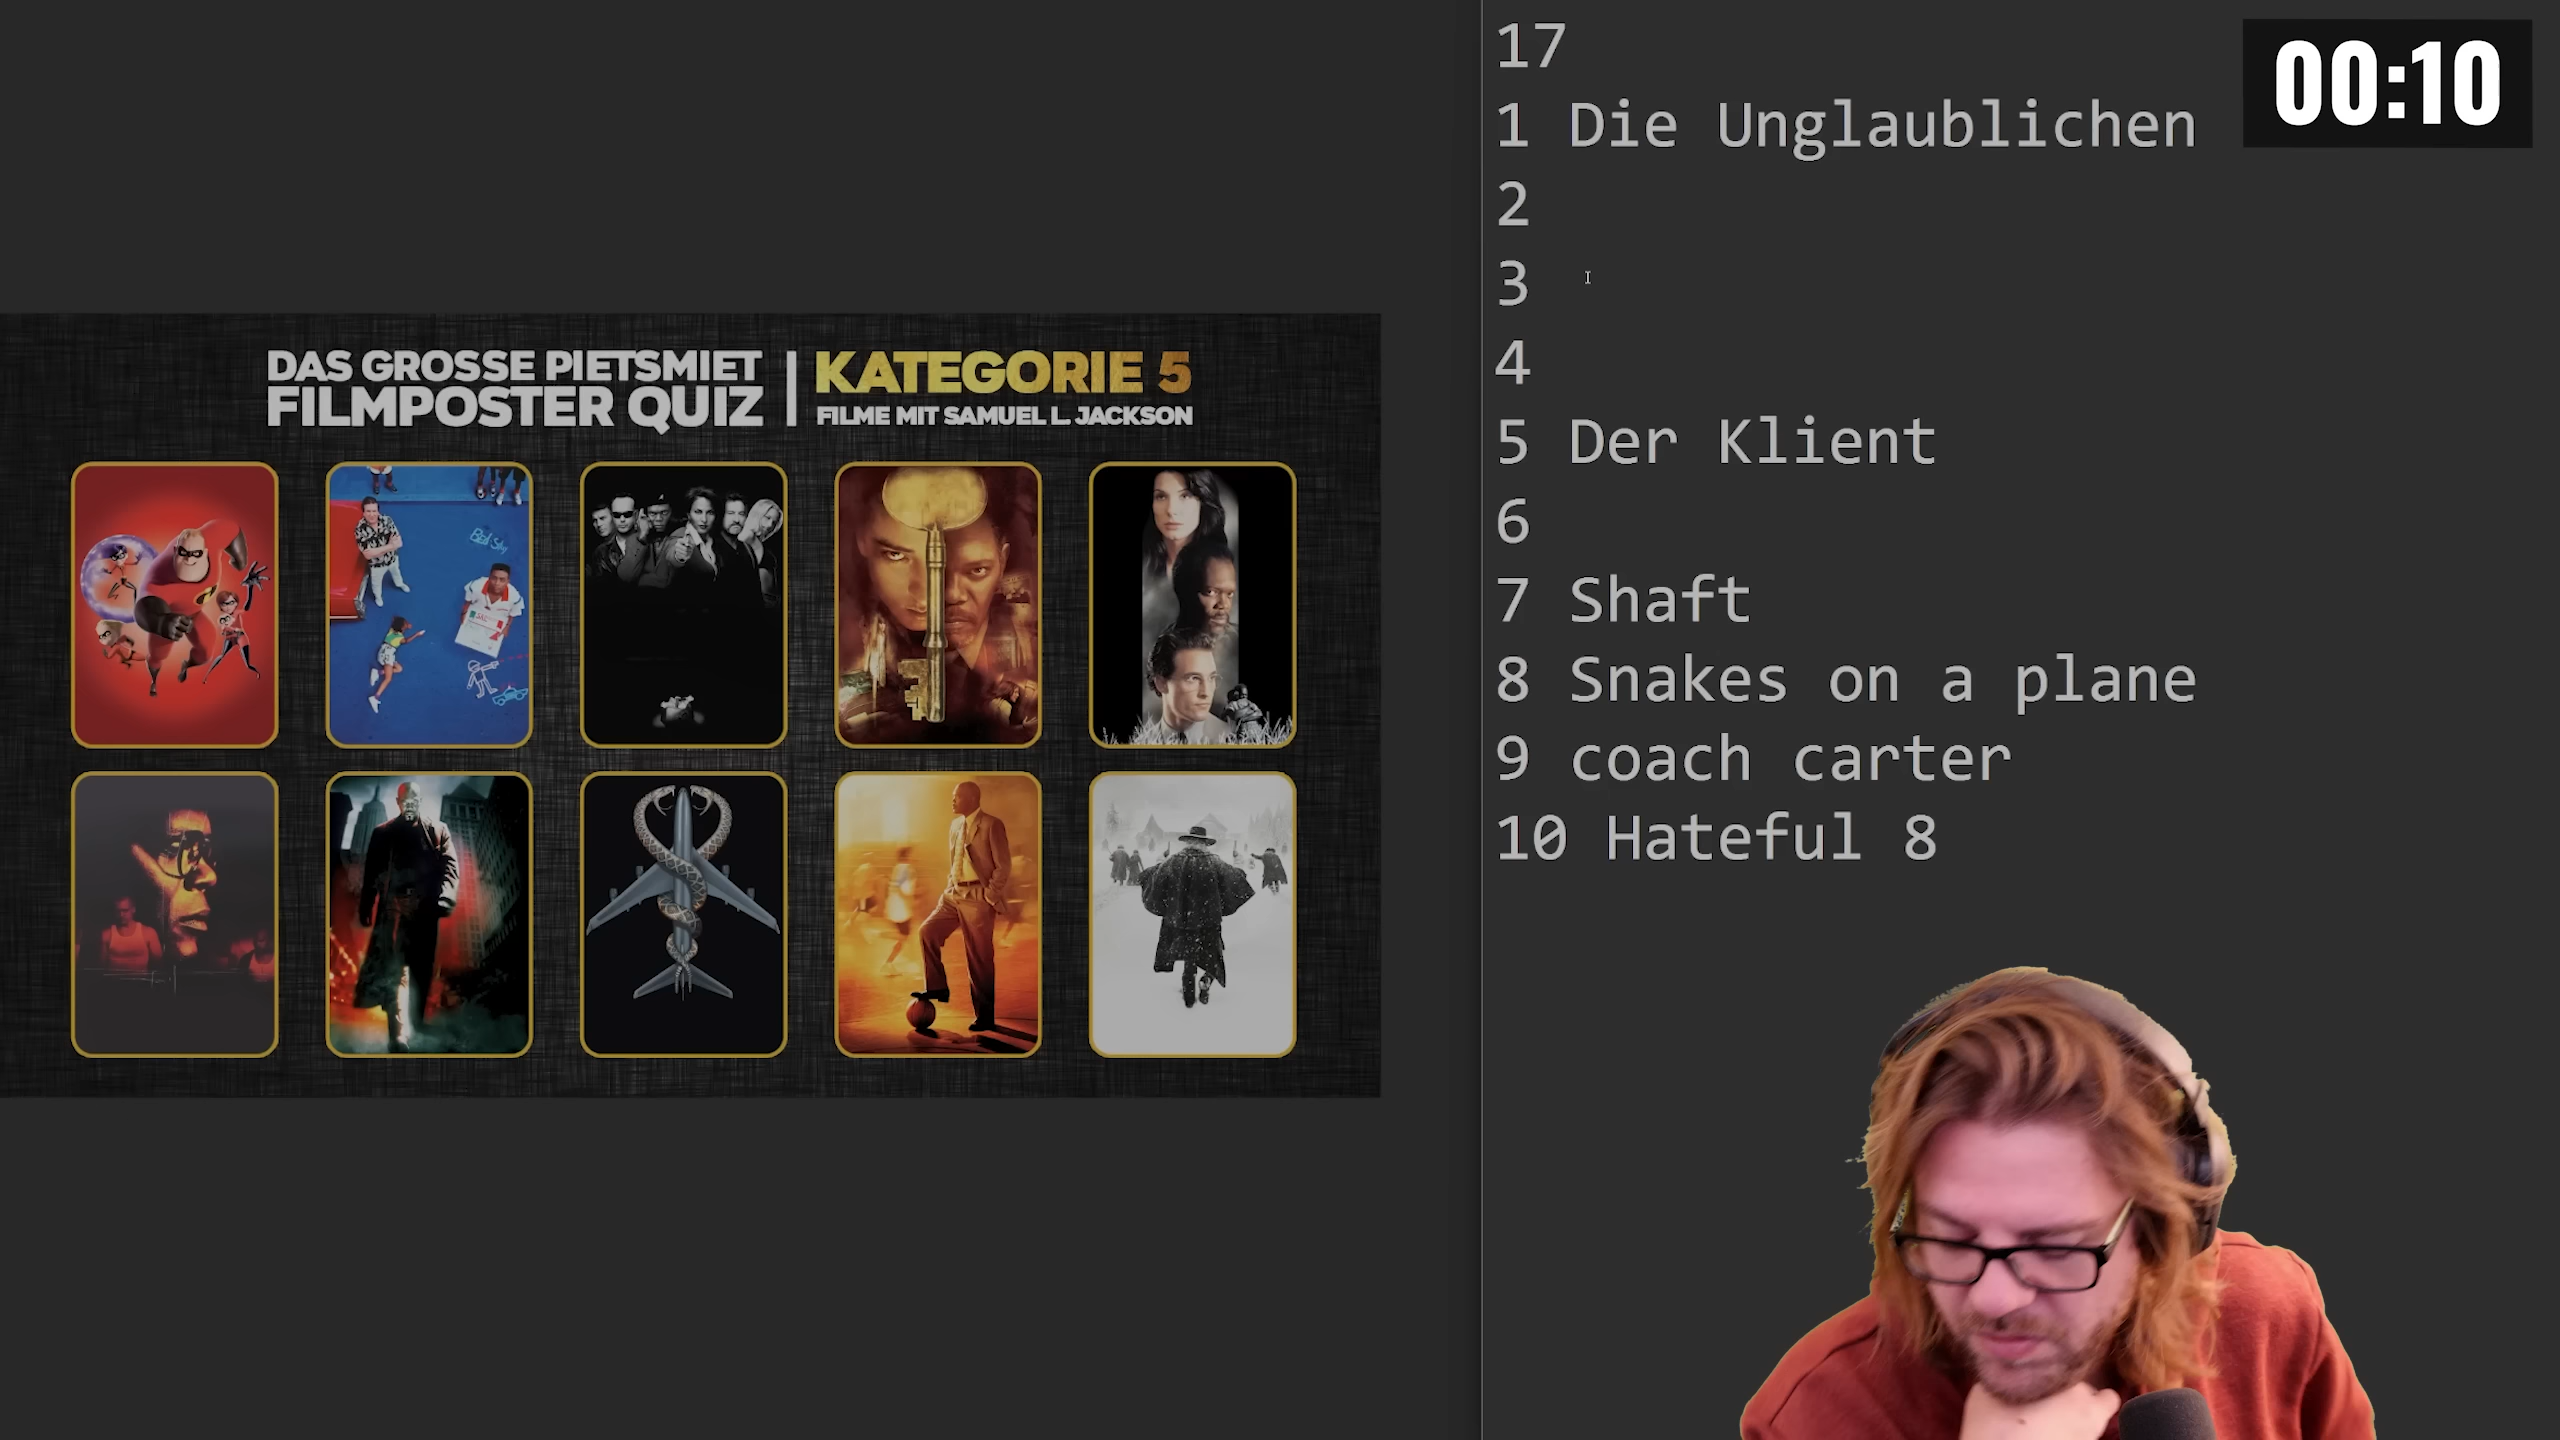 DAS GROSSE PIETSMIET
FILMPOSTER QUIZ
KATEGORIE 5
FILME MIT SAMUEL L. JACKSON
17
1 Die Unglaublichen
2
3
4
5 Der Klient
6
7 Shaft
8 Snakes on a plane
9 coach carter
10 Hateful 8
00:10